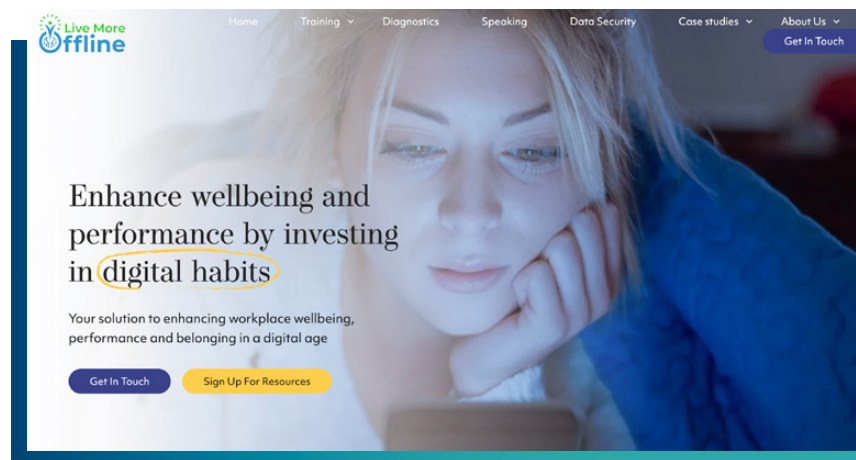 Live More
Offline
Home
Training
Diagnostics
Speaking
Data Security
Case studies
About Us
Get In Touch
Enhance wellbeing and
performance by investing
in digital habits
Your solution to enhancing workplace wellbeing,
performance and belonging in a digital age
Get In Touch
Sign Up For Resources